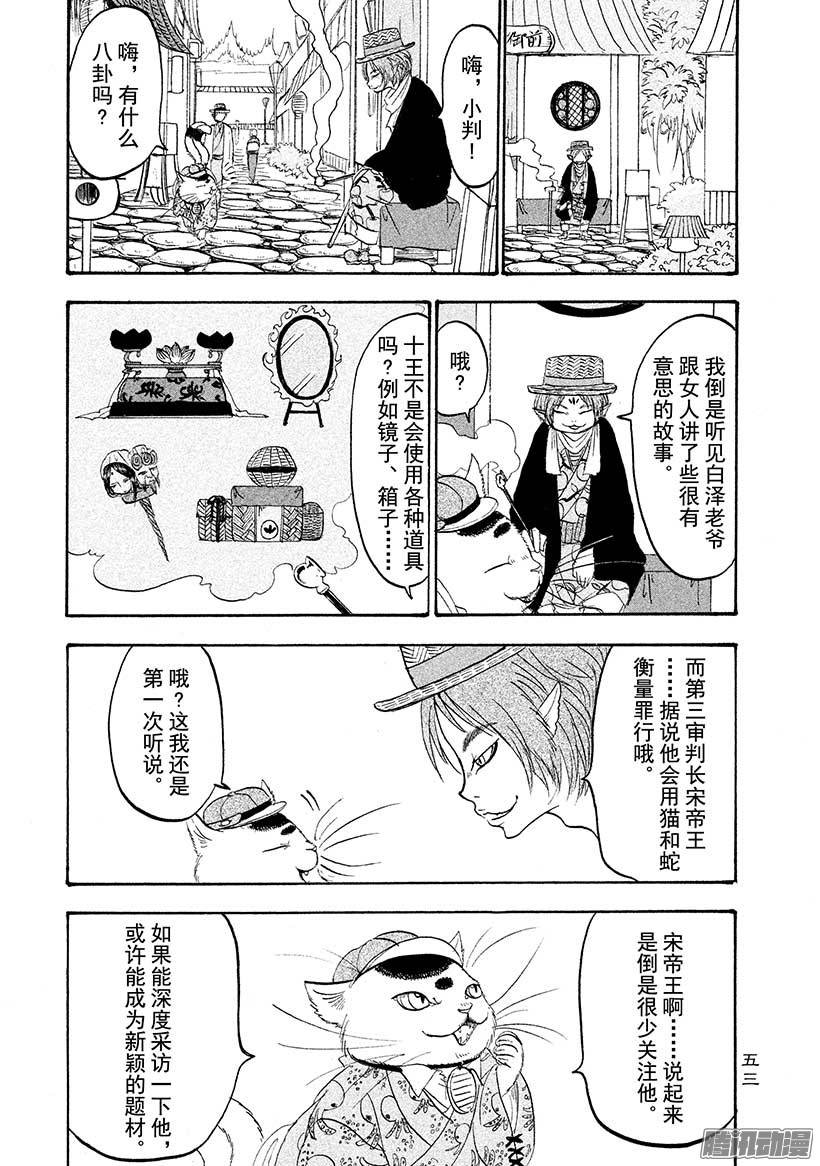 御前
嗨，小判！
嗨，有什么
八卦吗？
我倒是听见白泽老爷
跟女人讲了些很有
意思的故事。
哦？
十王不是会使用各种道具
吗？例如镜子、箱子……
而第三审判长宋帝王
……据说他会用猫和蛇
衡量罪行哦。
哦？这我还是
第一次听说。
宋帝王啊……说起来
是倒是很少关注他。
如果能深度采访一下他，
或许能成为新颖的题材。
五三
腾讯动漫